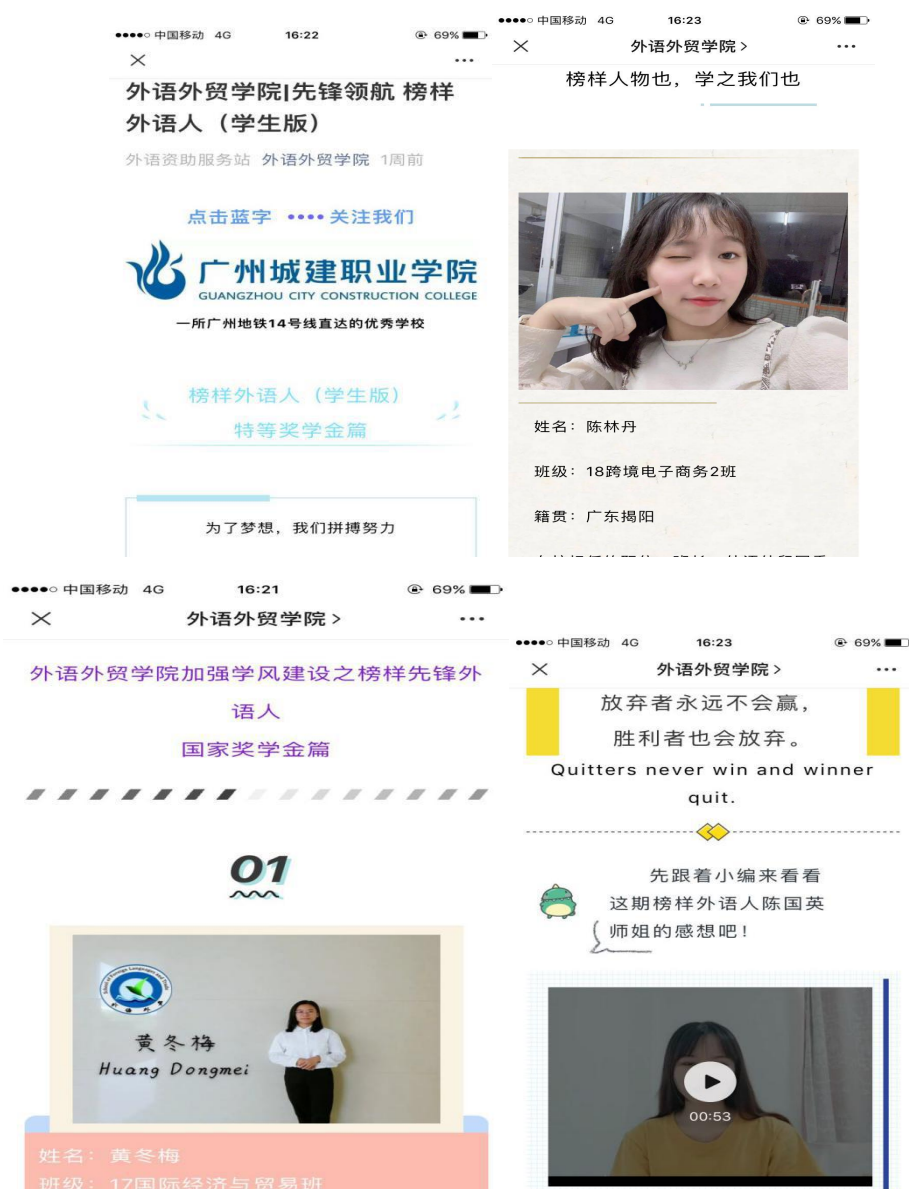 中国移动 4G 16:22 69%
外语外贸学院|先锋领航 榜样
外语人（学生版）
外语资助服务站 外语外贸学院 1周前
点击蓝字 •••• 关注我们
广州城建职业学院
GUANGZHOU CITY CONSTRUCTION COLLEGE
一所广州地铁14号线直达的优秀学校
榜样外语人（学生版）
特等奖学金篇
为了梦想，我们拼搏努力
中国移动 4G 16:23 69%
外语外贸学院 >
榜样人物也，学之我们也
姓名：陈林丹
班级：18跨境电子商务2班
籍贯：广东揭阳
中国移动 4G 16:21 69%
外语外贸学院 >
外语外贸学院加强学风建设之榜样先锋外
语人
国家奖学金篇
01
黄冬梅
Huang Dongmei
姓名：黄冬梅
班级：17国际经济与贸易班
中国移动 4G 16:23 69%
外语外贸学院 >
放弃者永远不会赢，
胜利者也会放弃。
Quitters never win and winner
quit.
先跟着小编来看看
这期榜样外语人陈国英
师姐的感想吧！
00:53